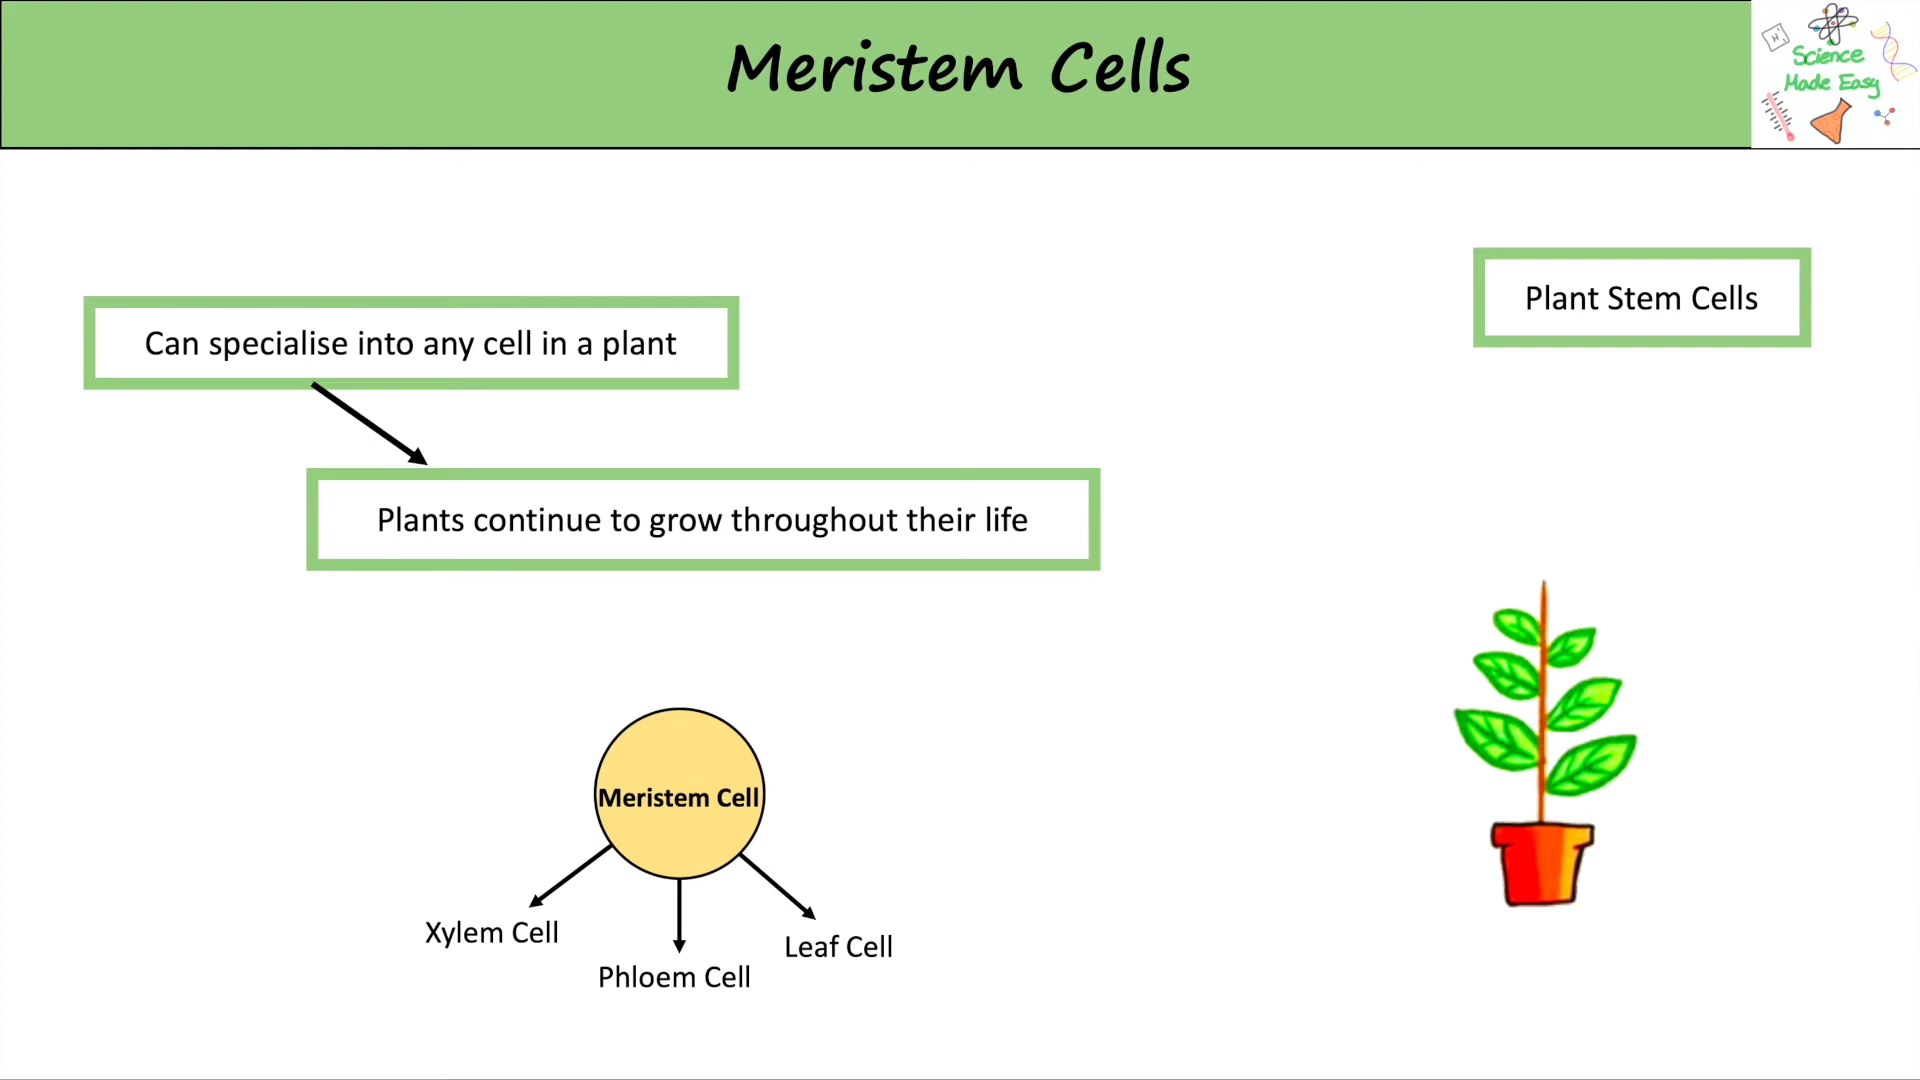 Meristem Cells
Science
Made Easy
Plant Stem Cells
Can specialise into any cell in a plant
Plants continue to grow throughout their life
Meristem Cell
Xylem Cell
Leaf Cell
Phloem Cell